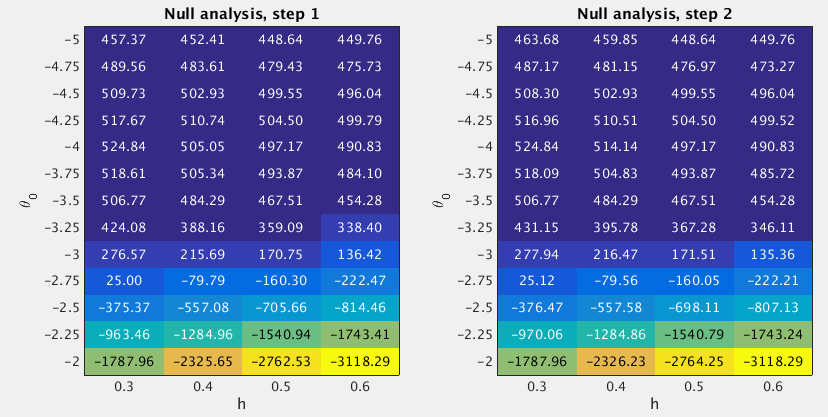 Null analysis, step 1
−5 457.37 452.41 448.64 449.76
−4.75 489.56 483.61 479.43 475.73
−4.5 509.73 502.93 499.55 496.04
−4.25 517.67 510.74 504.50 499.79
−4 524.84 505.05 497.17 490.83
−3.75 518.61 505.34 493.87 484.10
−3.5 506.77 484.29 467.51 454.28
−3.25 424.08 388.16 359.09 338.40
−3 276.57 215.69 170.75 136.42
−2.75 25.00 −79.79 −160.30 −222.47
−2.5 −375.37 −557.08 −705.66 −814.46
−2.25 −963.46 −1284.96 −1540.94 −1743.41
−2 −1787.96 −2325.65 −2762.53 −3118.29
0.3 0.4 0.5 0.6
h
θ0
Null analysis, step 2
−5 463.68 459.85 448.64 449.76
−4.75 487.17 481.15 476.97 473.27
−4.5 508.30 502.93 499.55 496.04
−4.25 516.96 510.51 504.50 499.52
−4 524.84 514.14 497.17 490.83
−3.75 518.09 504.83 493.87 485.72
−3.5 506.77 484.29 467.51 454.28
−3.25 431.15 395.78 367.28 346.11
−3 277.94 216.47 171.51 135.36
−2.75 25.12 −79.56 −160.05 −222.21
−2.5 −376.47 −557.58 −698.11 −807.13
−2.25 −970.06 −1284.86 −1540.79 −1743.24
−2 −1787.96 −2326.23 −2764.25 −3118.29
0.3 0.4 0.5 0.6
h
θ0